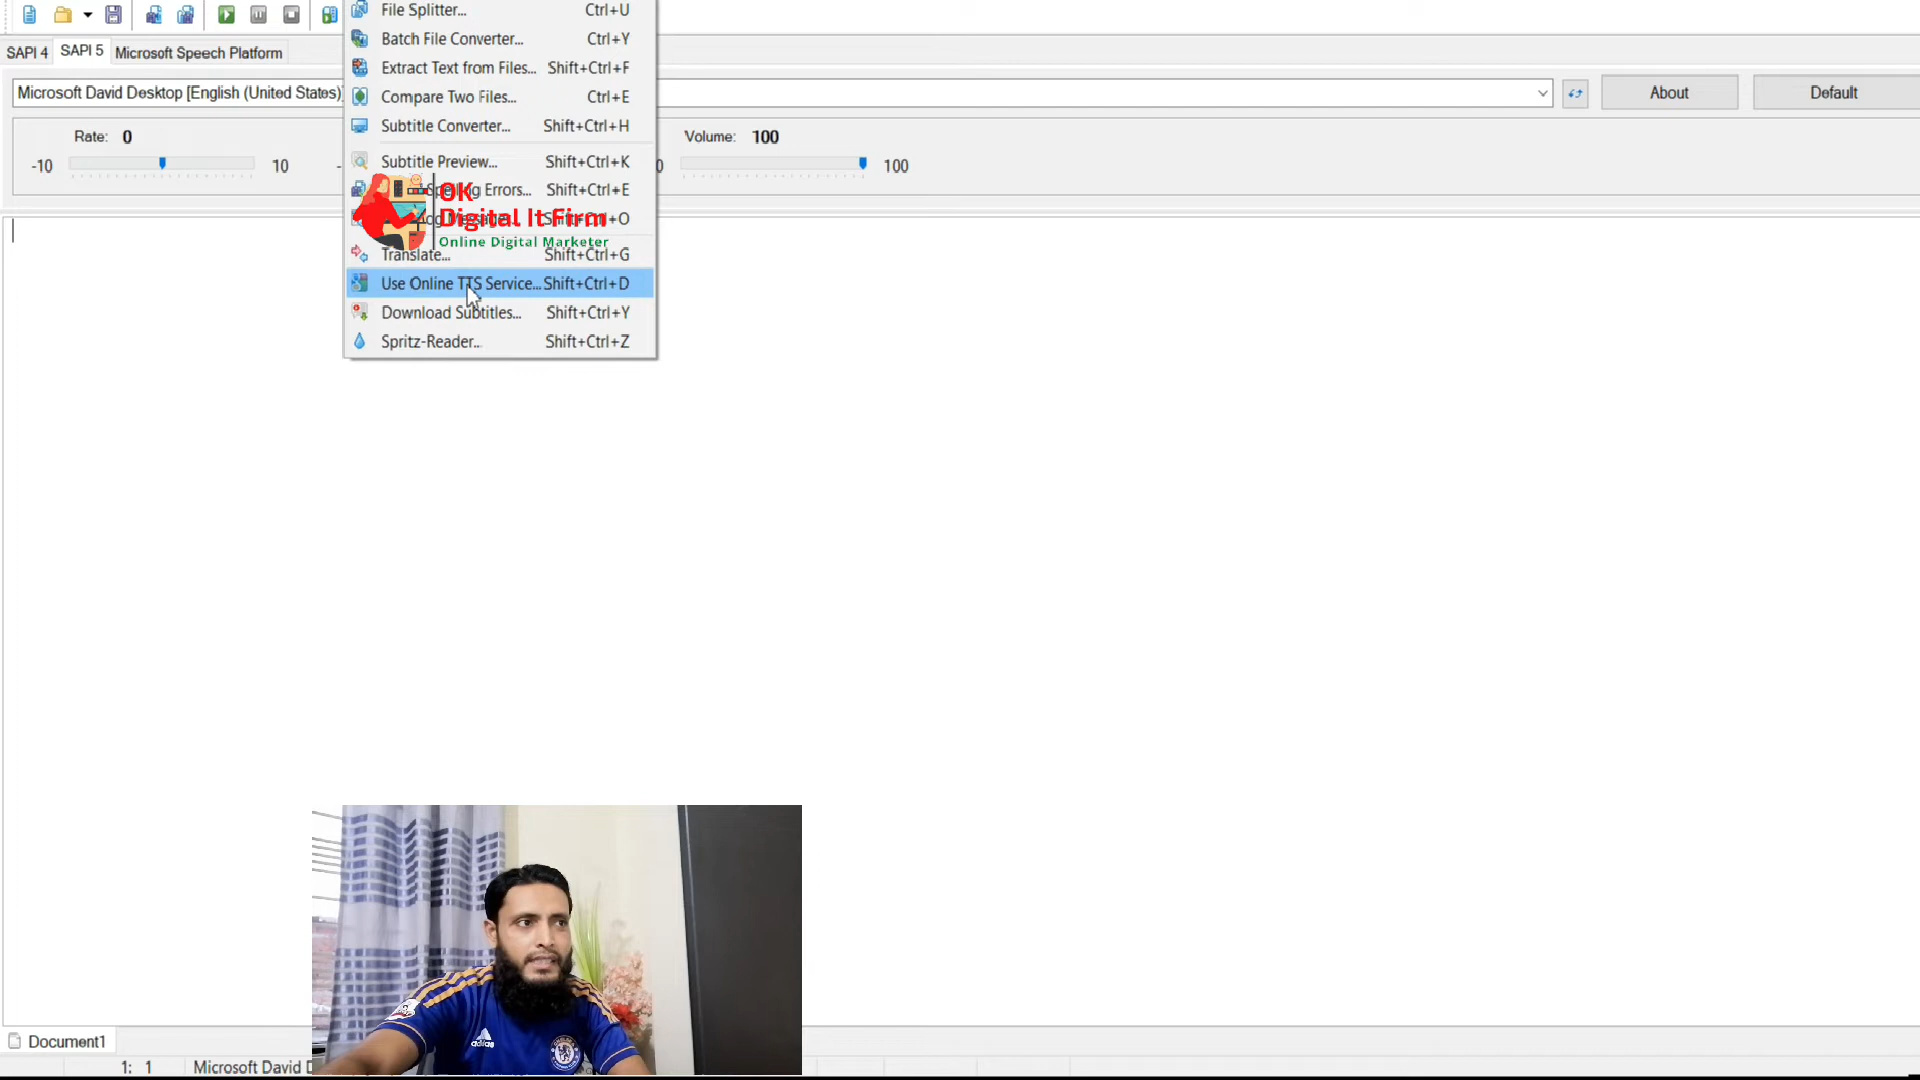 File Splitter... Ctrl+U
Batch File Converter... Ctrl+Y
SAPI 4 SAPI 5 Microsoft Speech Platform
Extract Text from Files... Shift+Ctrl+F
Microsoft David Desktop [English (United States)]
Compare Two Files... Ctrl+E
About
Default
Subtitle Converter... Shift+Ctrl+H
Rate: 0
Volume: 100
-10 10 - 0 100
Subtitle Preview... Shift+Ctrl+K
Spelling Errors... Shift+Ctrl+E
OK
Digital It Firm
Online Digital Marketer
Translate... Shift+Ctrl+G
Use Online TTS Service... Shift+Ctrl+D
Download Subtitles... Shift+Ctrl+Y
Spritz-Reader... Shift+Ctrl+Z
adidas
Document1
1: 1 Microsoft David D